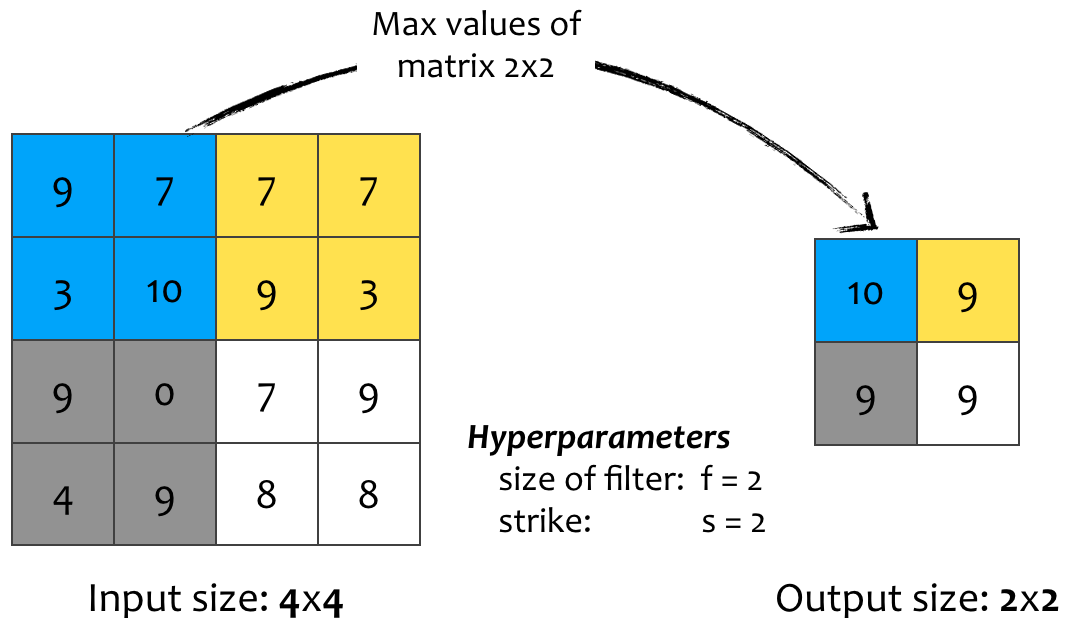 Max values of
matrix 2x2
9 7 7 7
3 10 9 3
9 0 7 9
4 9 8 8
10 9
9 9
Hyperparameters
size of filter: f = 2
strike: s = 2
Input size: 4x4
Output size: 2x2